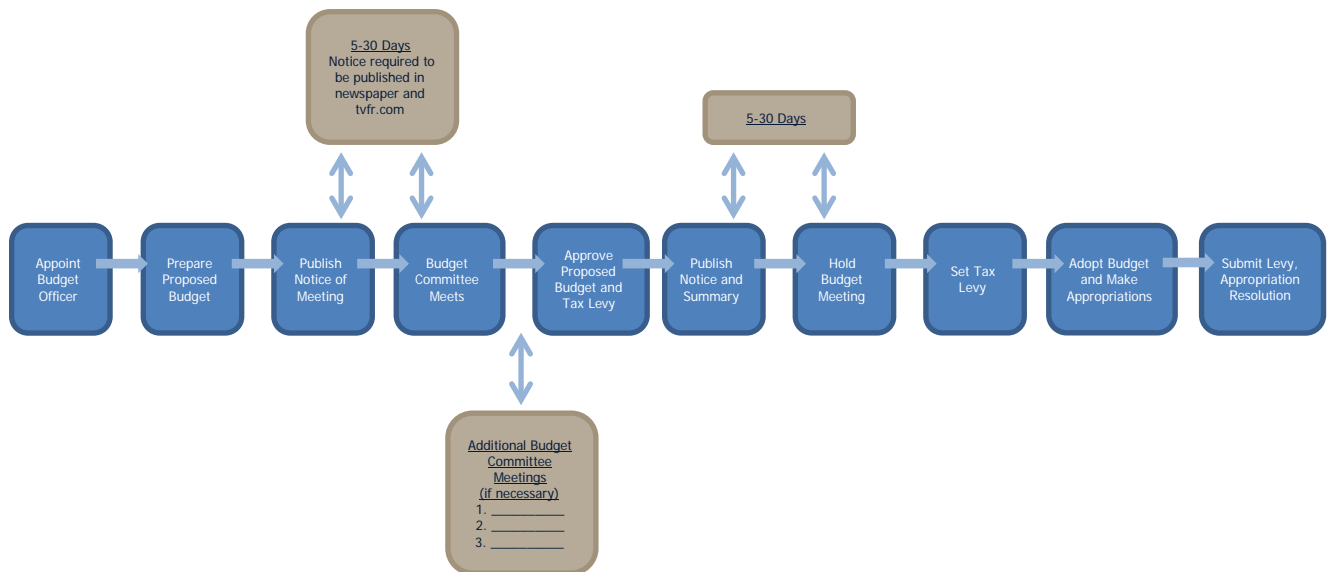 5-30 Days
Notice required to
be published in
newspaper and
tvfr.com
5-30 Days
Appoint
Budget
Officer
Prepare
Proposed
Budget
Publish
Notice of
Meeting
Budget
Committee
Meets
Approve
Proposed
Budget and
Tax Levy
Publish
Notice and
Summary
Hold
Budget
Meeting
Set Tax
Levy
Adopt Budget
and Make
Appropriations
Submit Levy,
Appropriation
Resolution
Additional Budget
Committee
Meetings
(if necessary)
1. __________
2. __________
3. __________